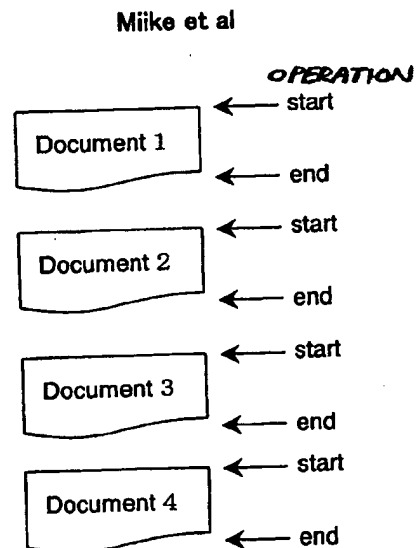 Miike et al
OPERATION
start
Document 1
end
start
Document 2
end
start
Document 3
end
start
Document 4
end